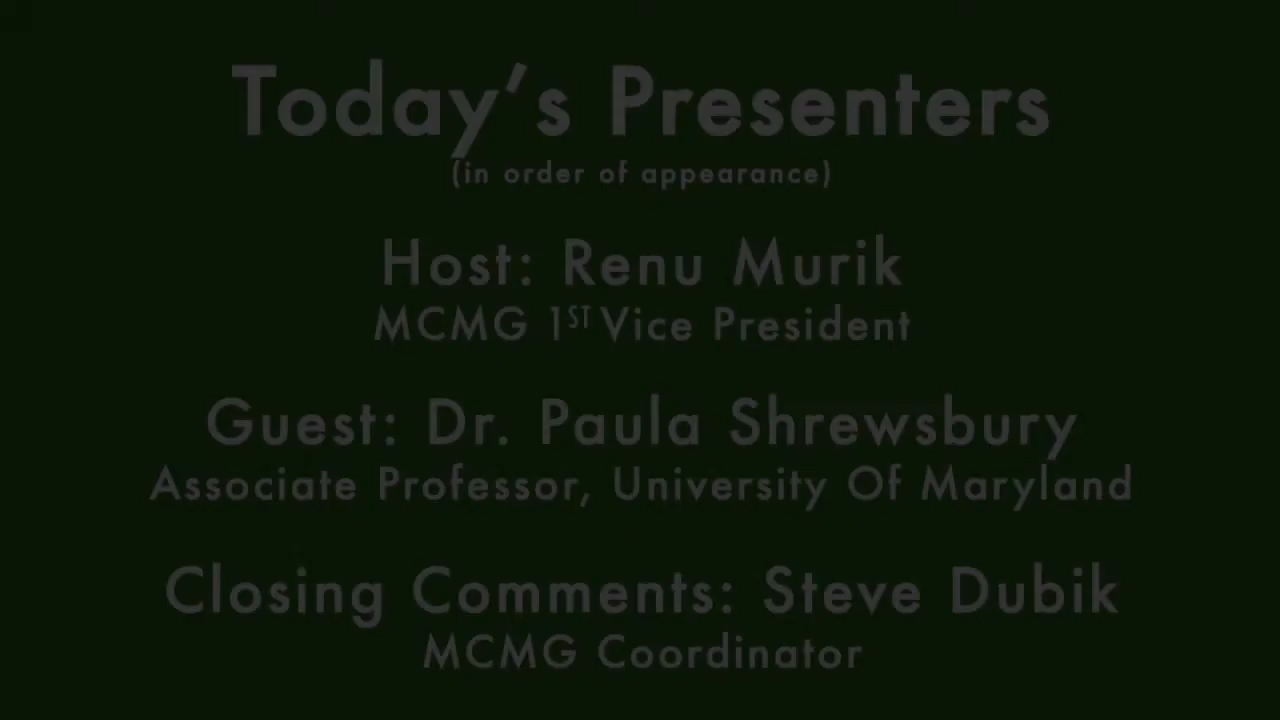 Today’s Presenters
(in order of appearance)
Host: Renu Murik
MCMG 1ST Vice President
Guest: Dr. Paula Shrewsbury
Associate Professor, University Of Maryland
Closing Comments: Steve Dubik
MCMG Coordinator